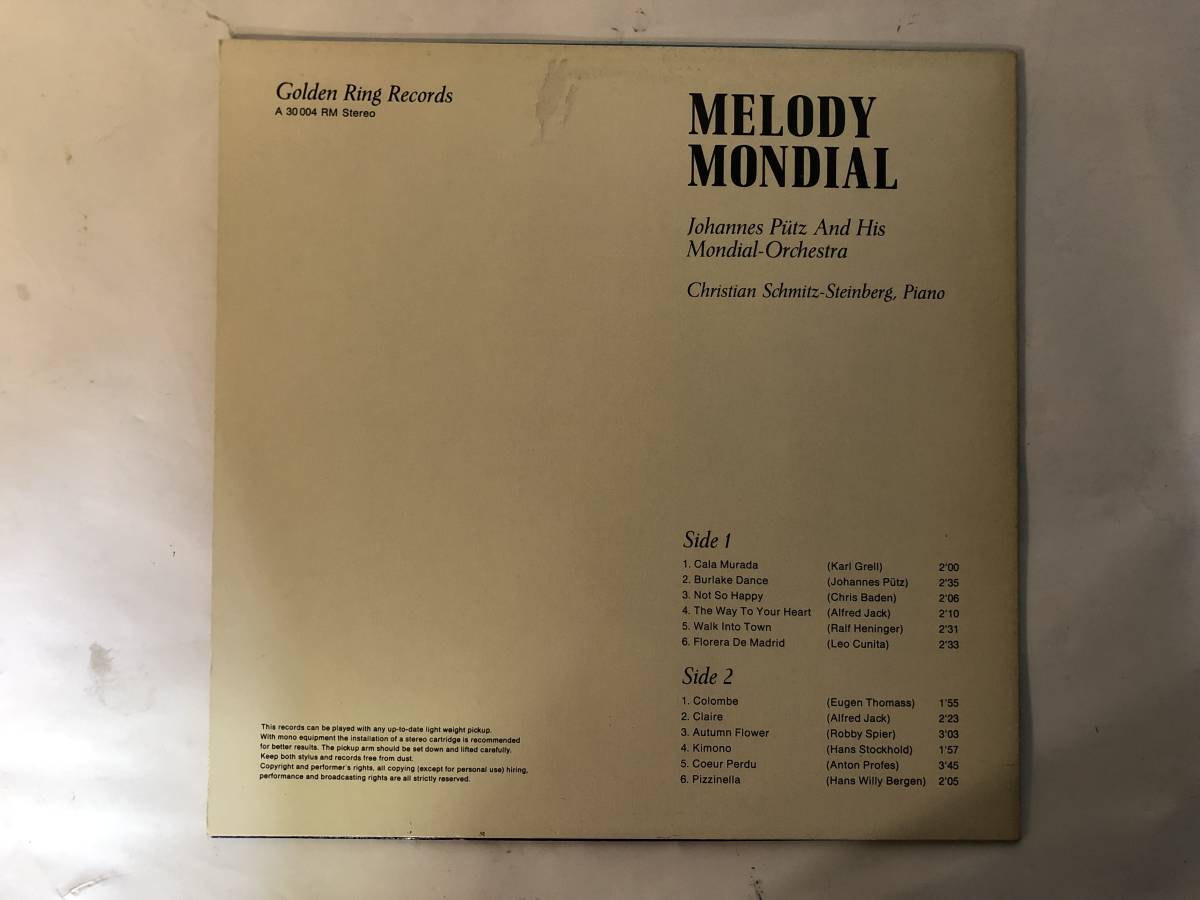 Golden Ring Records
A 30 004 RM Stereo
MELODY
MONDIAL
Johannes Pütz And His
Mondial-Orchestra
Christian Schmitz-Steinberg, Piano
Side 1
1. Cala Murada (Karl Grell) 2'00
2. Burlake Dance (Johannes Pütz) 2'35
3. Not So Happy (Chris Baden) 2'06
4. The Way To Your Heart (Alfred Jack) 2'10
5. Walk Into Town (Ralf Heninger) 2'31
6. Florera De Madrid (Leo Cunita) 2'33
Side 2
1. Colombe (Eugen Thomass) 1'55
2. Claire (Alfred Jack) 2'23
3. Autumn Flower (Robby Spier) 3'03
4. Kimono (Hans Stockhold) 1'57
5. Coeur Perdu (Anton Profes) 3'45
6. Pizzinella (Hans Willy Bergen) 2'05
This records can be played with any up-to-date light weight pickup.
With mono equipment the installation of a stereo cartridge is recommended
for better results. The pickup arm should be set down and lifted carefully.
Keep both stylus and records free from dust.
Copyright and performer's rights, all copying (except for personal use) hiring,
performance and broadcasting rights are all strictly reserved.